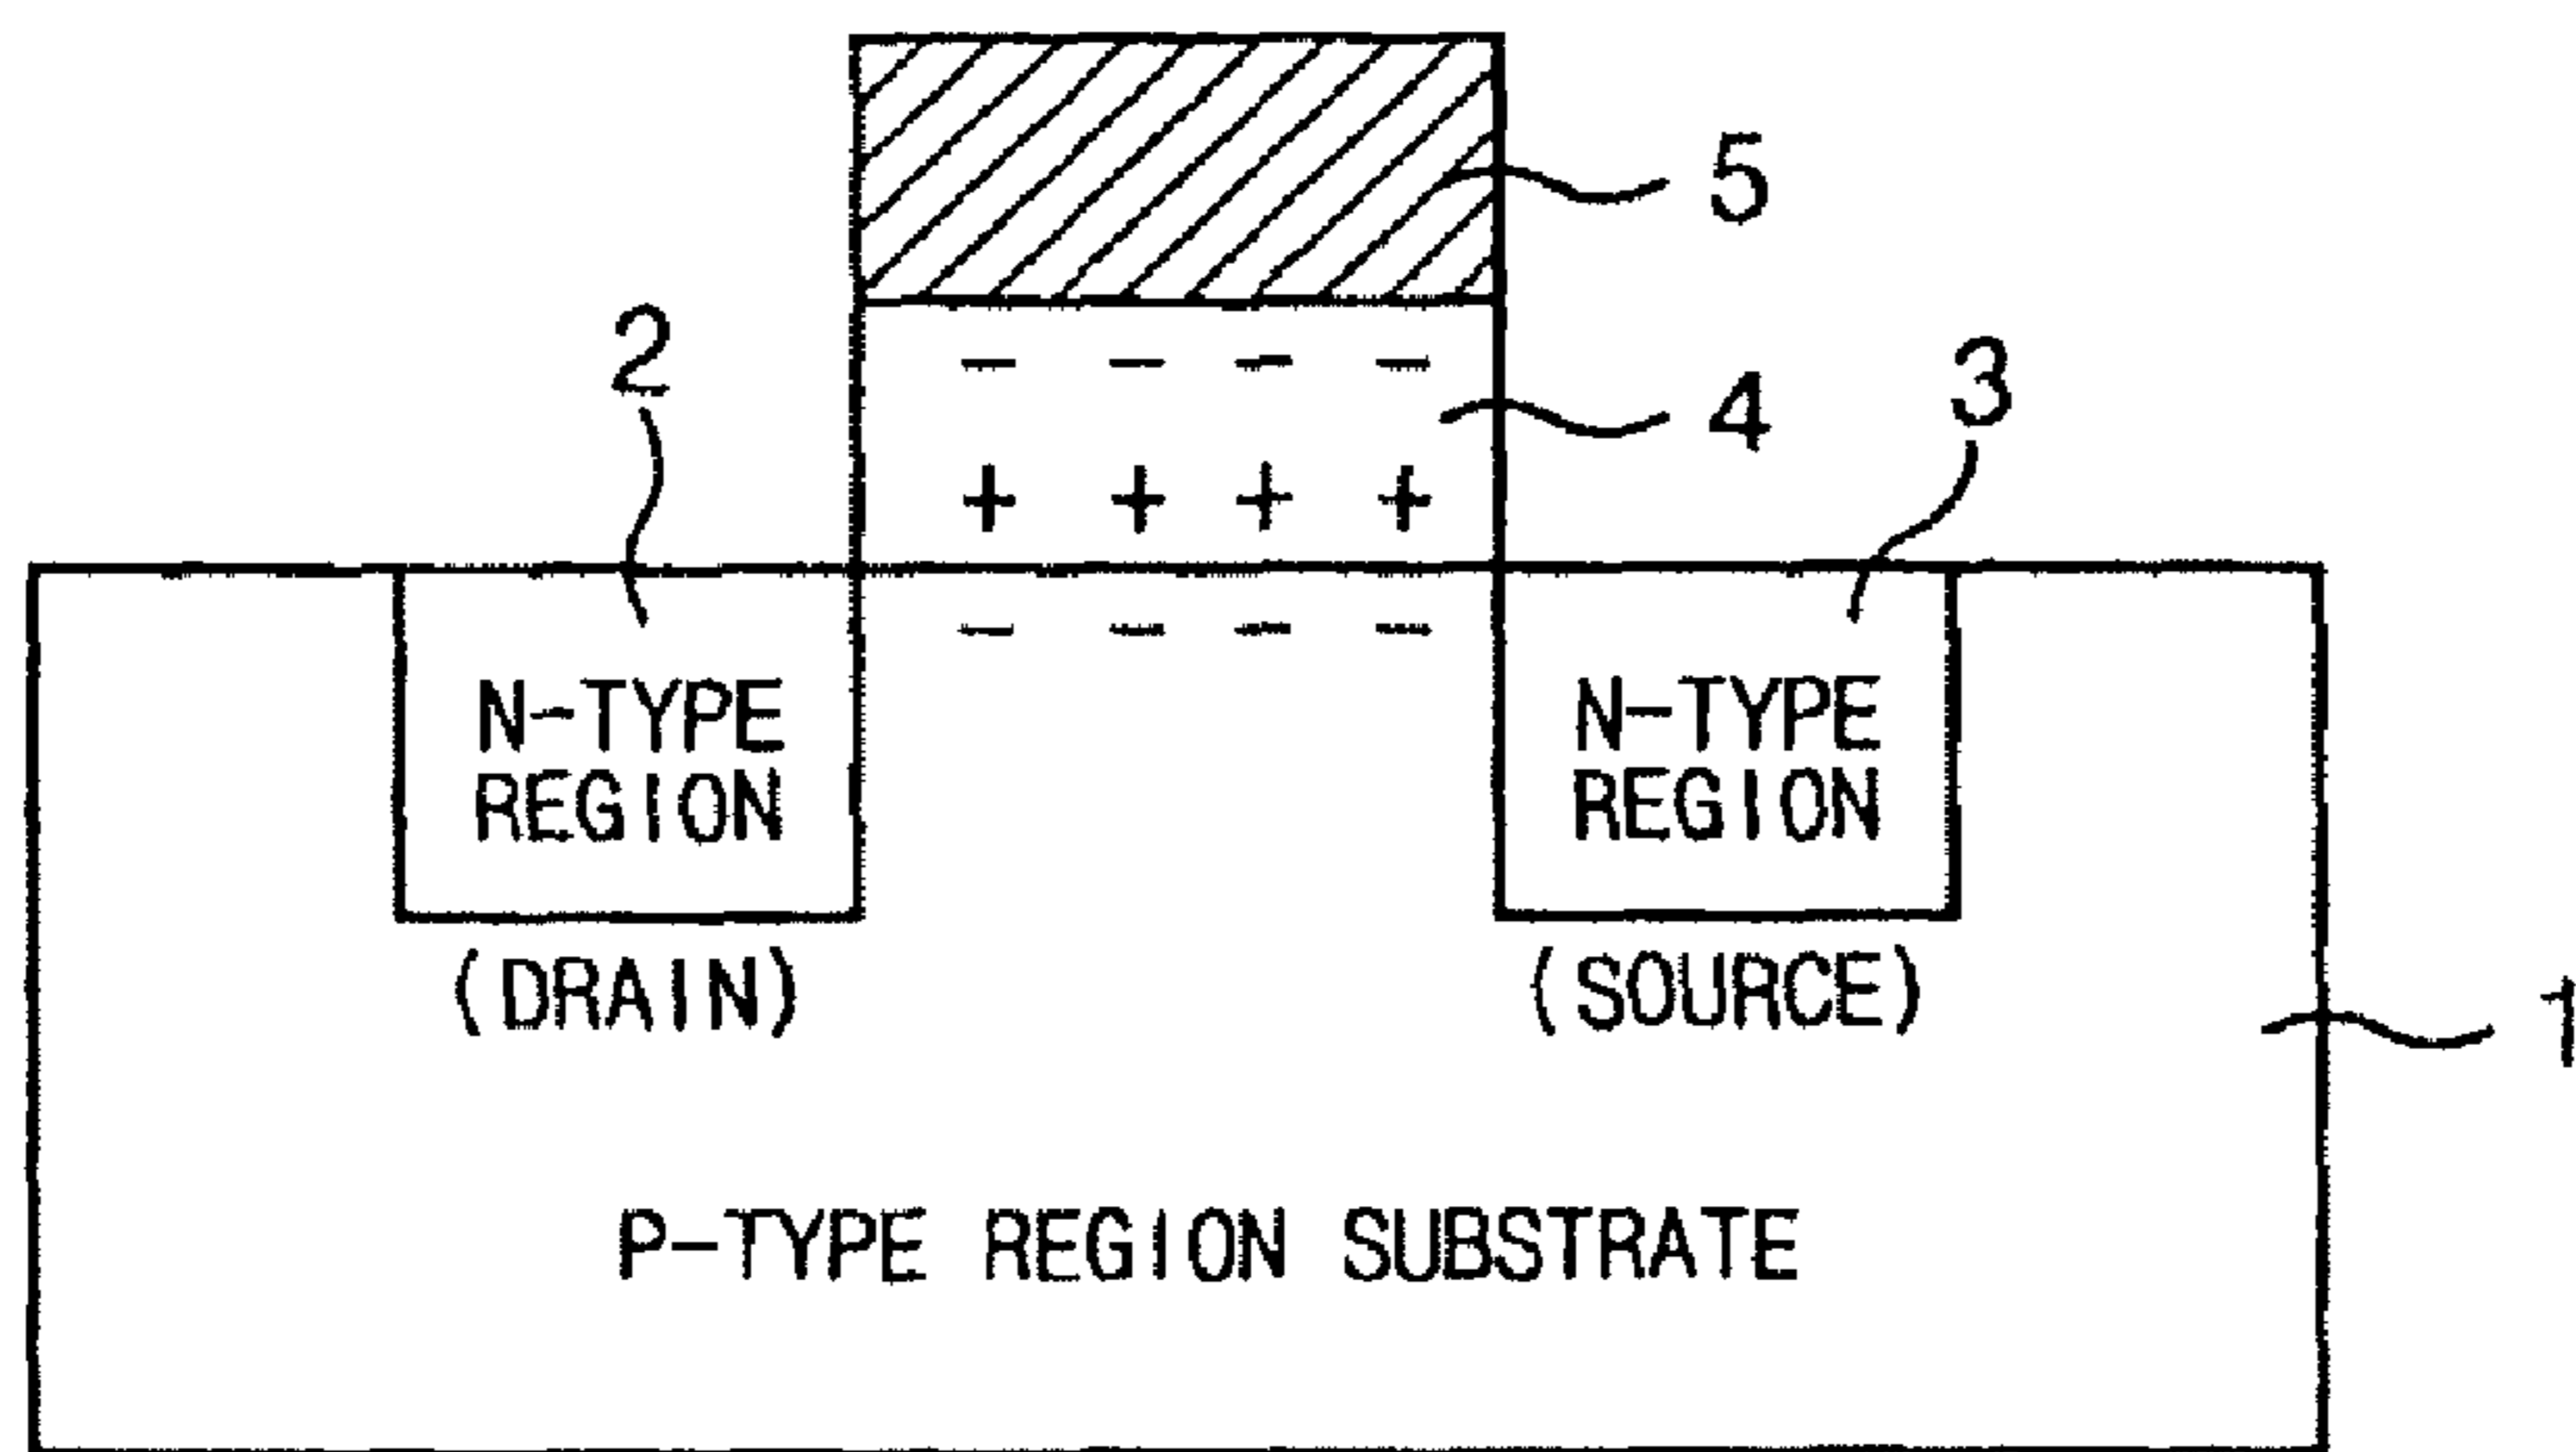 5
2
4
3
- - - -
+ + + +
- - - -
N-TYPE
REGION
N-TYPE
REGION
(DRAIN)
(SOURCE)
1
P-TYPE REGION SUBSTRATE